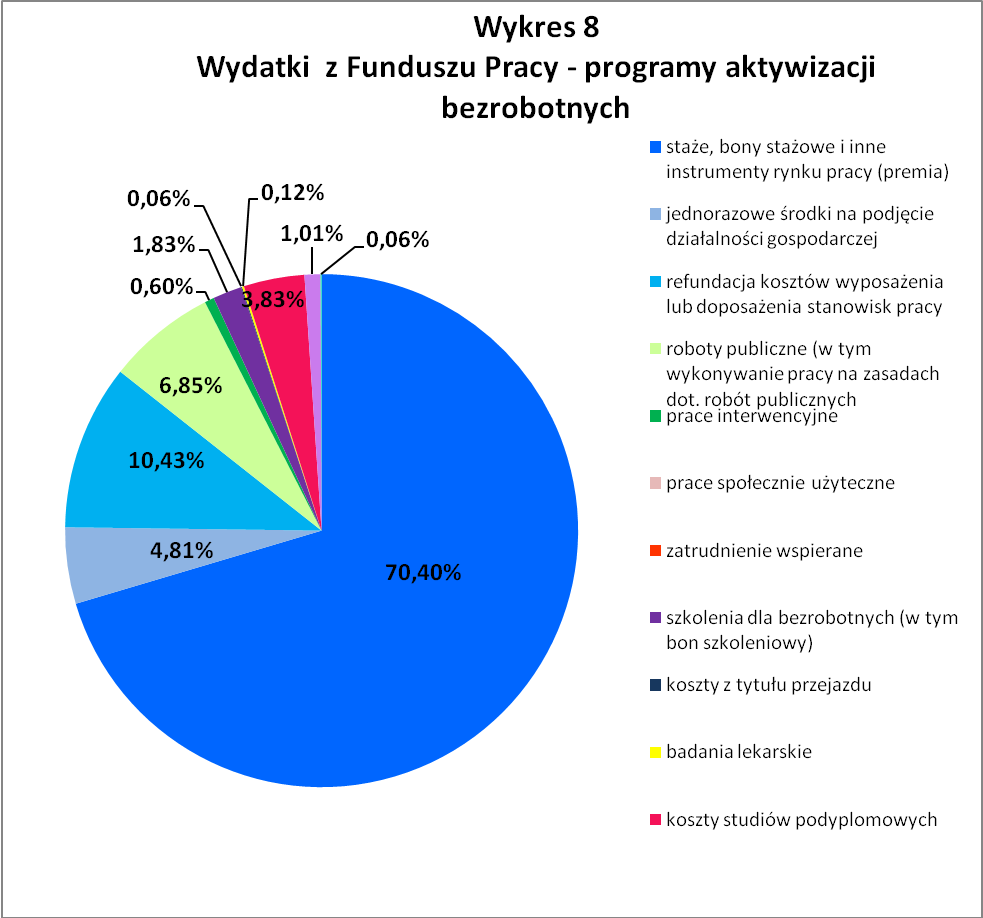 Wykres 8
Wydatki z Funduszu Pracy - programy aktywizacji
bezrobotnych
0,06%
0,12%
1,83%
1,01%
0,06%
0,60%
3,83%
6,85%
10,43%
4,81%
70,40%
staże, bony stażowe i inne
instrumenty rynku pracy (premia)
jednorazowe środki na podjęcie
działalności gospodarczej
refundacja kosztów wyposażenia
lub doposażenia stanowisk pracy
roboty publiczne (w tym
wykonywanie pracy na zasadach
dot. robót publicznych
prace interwencyjne
prace społecznie użyteczne
zatrudnienie wspierane
szkolenia dla bezrobotnych (w tym
bon szkoleniowy)
koszty z tytułu przejazdu
badania lekarskie
koszty studiów podyplomowych